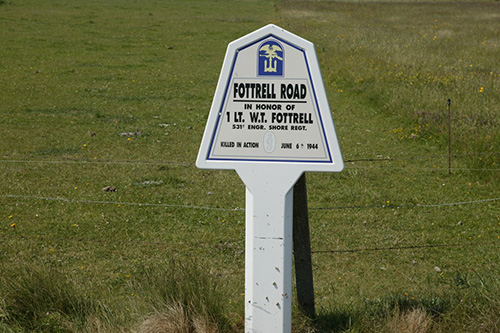 FOTTRELL ROAD
IN HONOR OF
1 LT. W.T. FOTTRELL
531ˢᵗ ENGR. SHORE REGT.
KILLED IN ACTION JUNE 6ᵗʰ 1944